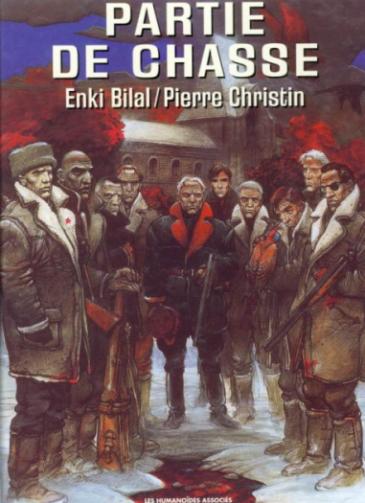 PARTIE
DE CHASSE
Enki Bilal/Pierre Christin
LES HUMANOÏDES ASSOCIÉS